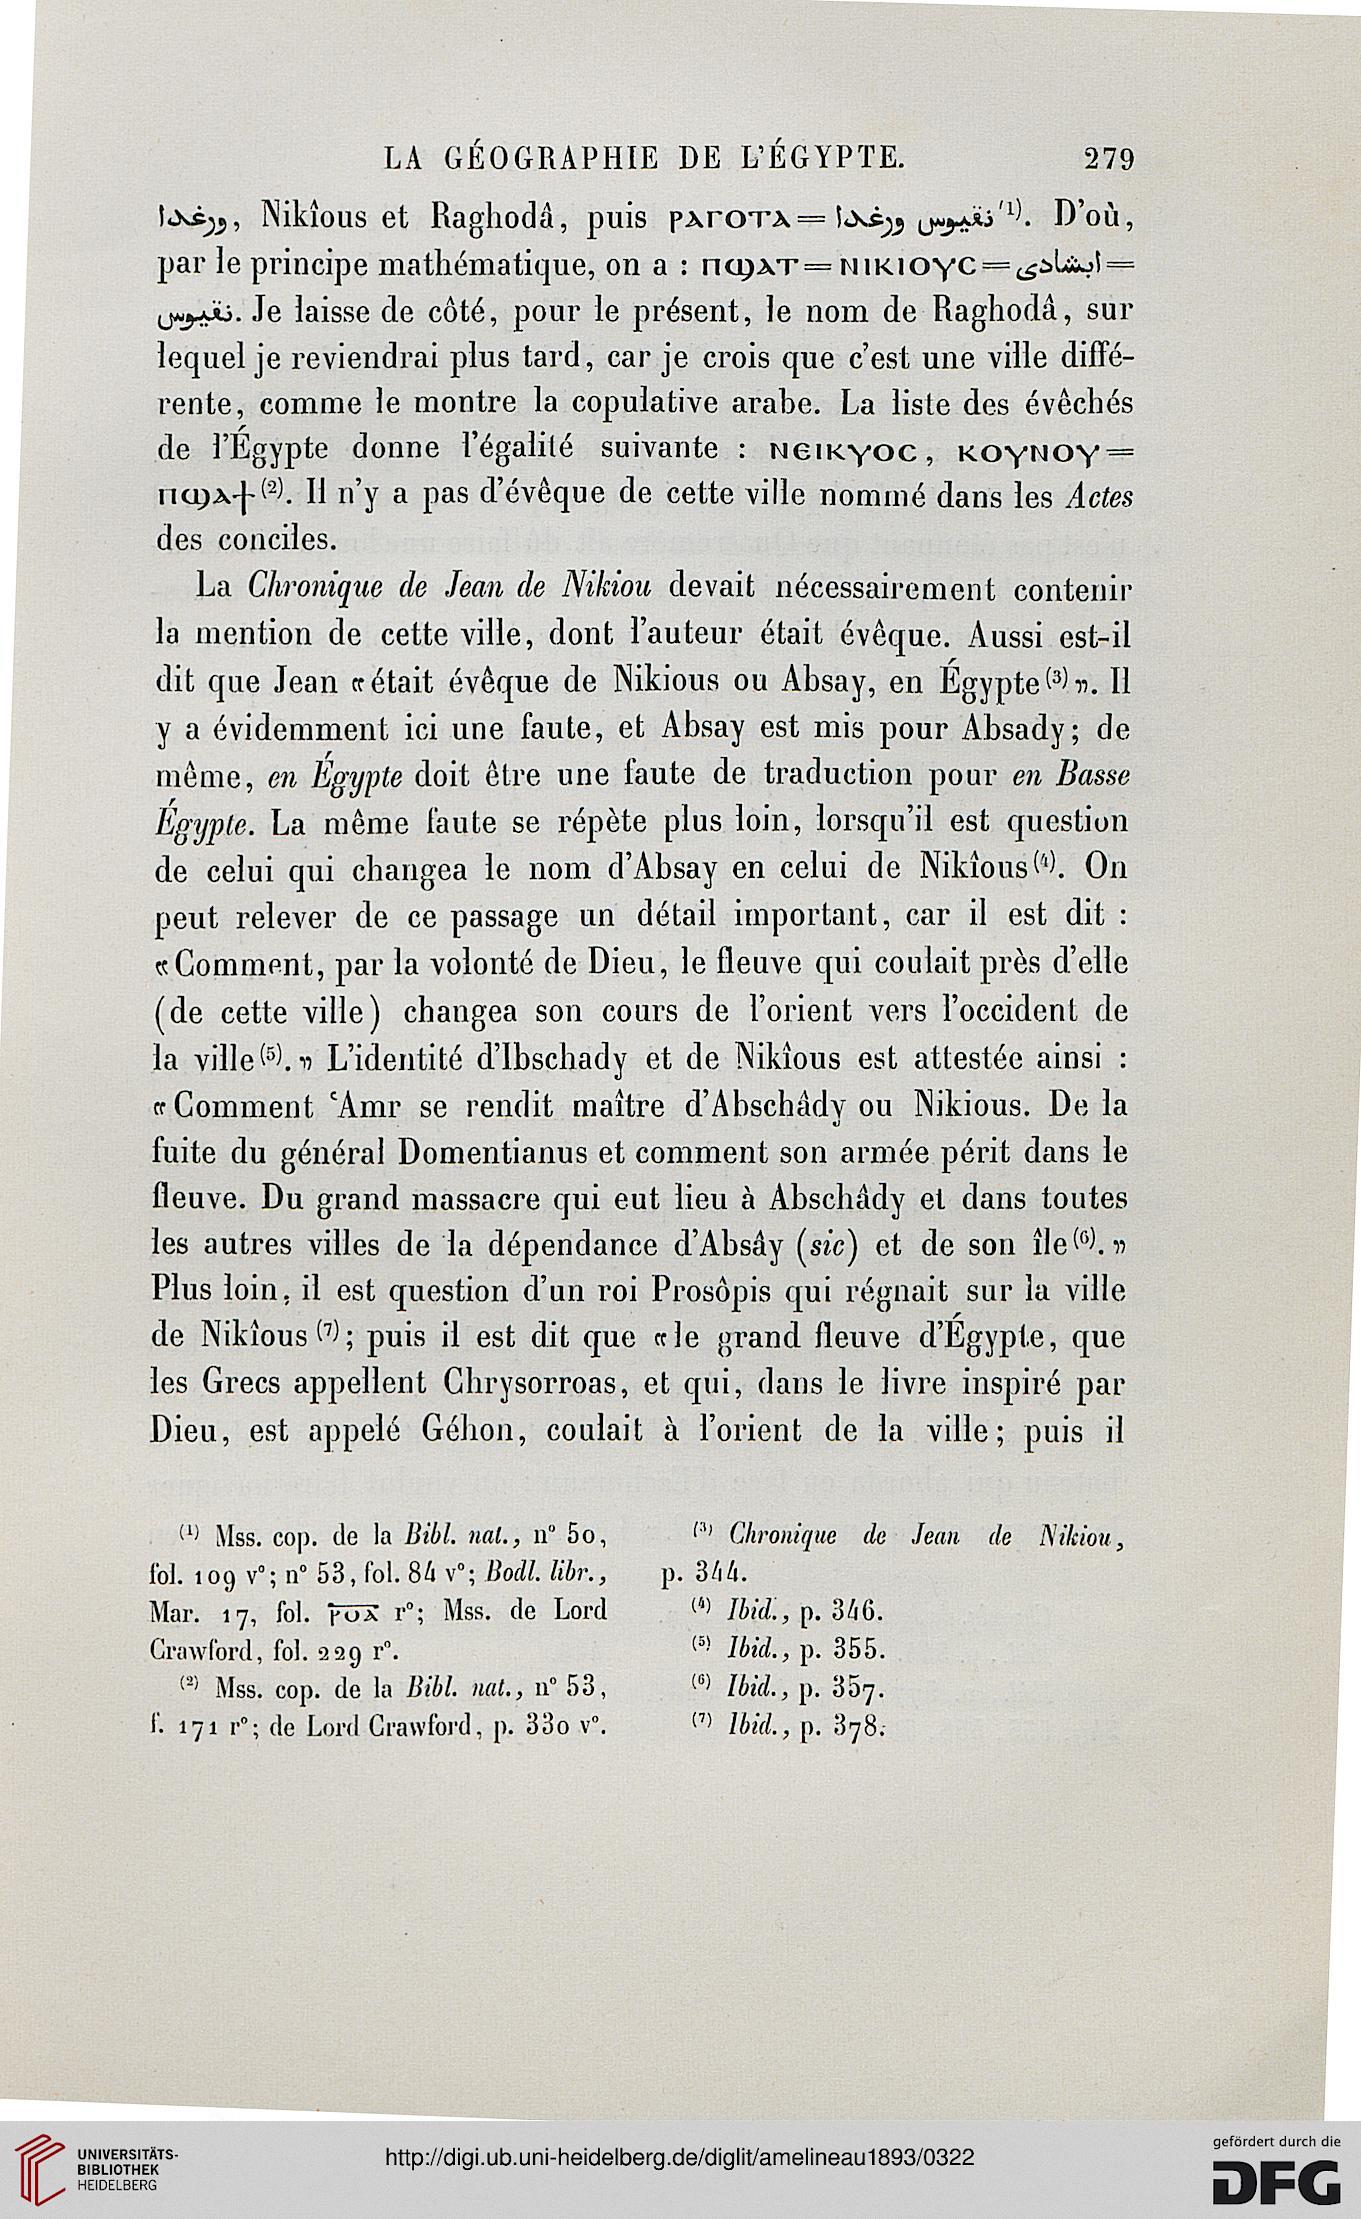 LA GÉOGRAPHIE DE L'ÉGYPTE. 279
ورغدا, Nikîous et Raghodâ, puis ⲣⲁⲅⲟⲧⲁ = نقيوس ورغدا (1). D'où,
par le principe mathématique, on a : ⲡϣⲁⲧ = ⲛⲓⲕⲓⲟⲩⲥ = ابشادى =
نقيوس. Je laisse de côté, pour le présent, le nom de Raghodâ, sur
lequel je reviendrai plus tard, car je crois que c'est une ville diffé-
rente, comme le montre la copulative arabe. La liste des évêchés
de l'Égypte donne l'égalité suivante : ⲛⲉⲓⲕⲩⲟⲥ, ⲕⲟⲩⲛⲟⲩ =
ⲡϣⲁϯ (2). Il n'y a pas d'évêque de cette ville nommé dans les Actes
des conciles.
La Chronique de Jean de Nikiou devait nécessairement contenir
la mention de cette ville, dont l'auteur était évêque. Aussi est-il
dit que Jean «était évêque de Nikious ou Absay, en Égypte (3)». Il
y a évidemment ici une faute, et Absay est mis pour Absady; de
même, en Égypte doit être une faute de traduction pour en Basse
Égypte. La même faute se répète plus loin, lorsqu'il est question
de celui qui changea le nom d'Absay en celui de Nikîous (4). On
peut relever de ce passage un détail important, car il est dit :
«Comment, par la volonté de Dieu, le fleuve qui coulait près d'elle
(de cette ville) changea son cours de l'orient vers l'occident de
la ville (5).» L'identité d'Ibschady et de Nikîous est attestée ainsi :
«Comment ʿAmr se rendit maître d'Abschâdy ou Nikious. De la
fuite du général Domentianus et comment son armée périt dans le
fleuve. Du grand massacre qui eut lieu à Abschâdy et dans toutes
les autres villes de la dépendance d'Absây (sic) et de son île (6).»
Plus loin, il est question d'un roi Prosôpis qui régnait sur la ville
de Nikîous (7); puis il est dit que «le grand fleuve d'Égypte, que
les Grecs appellent Chrysorroas, et qui, dans le livre inspiré par
Dieu, est appelé Géhon, coulait à l'orient de la ville; puis il
(1) Mss. cop. de la Bibl. nat., n° 50,
fol. 109 v°; n° 53, fol. 84 v°; Bodl. libr.,
Mar. 17, fol. r°; Mss. de Lord
Crawford, fol. 229 r°.
(2) Mss. cop. de la Bibl. nat., n° 53,
f. 171 r°; de Lord Crawford, p. 330 v°.
(3) Chronique de Jean de Nikiou,
p. 344.
(4) Ibid., p. 346.
(5) Ibid., p. 355.
(6) Ibid., p. 357.
(7) Ibid., p. 378.
UNIVERSITÄTS-
BIBLIOTHEK
HEIDELBERG
http://digi.ub.uni-heidelberg.de/diglit/amelineau1893/0322
gefördert durch die
DFG